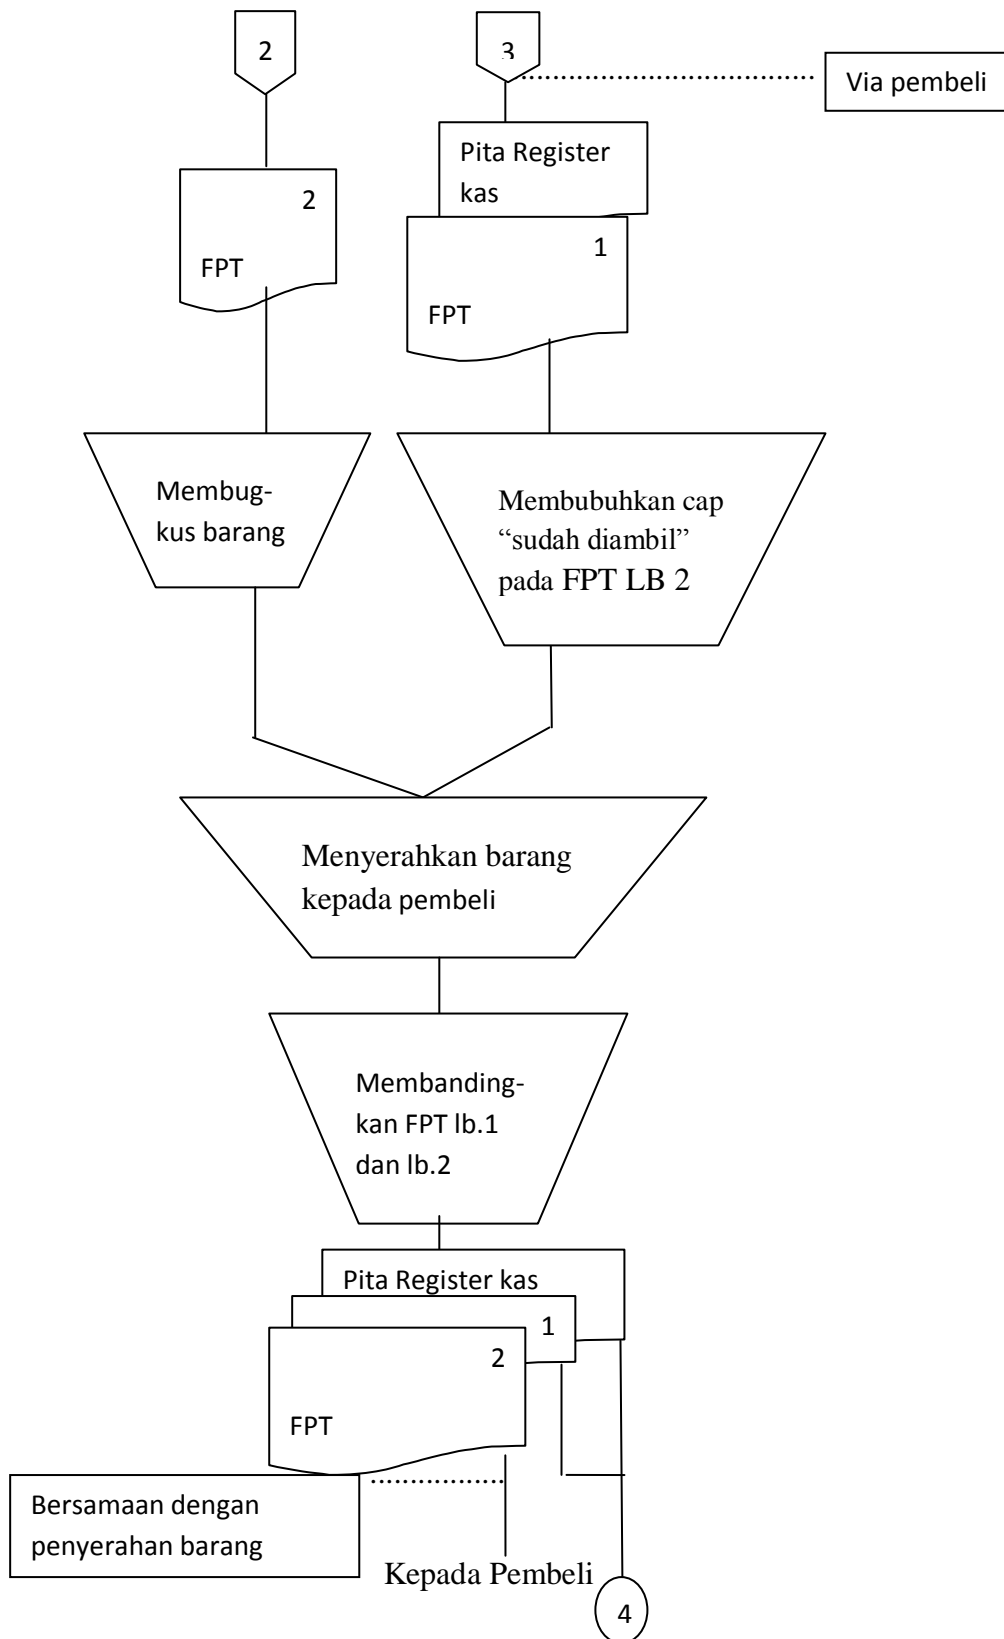 2
3
Via pembeli
Pita Register
kas
2
FPT
1
FPT
Membug-
kus barang
Membubuhkan cap
“sudah diambil”
pada FPT LB 2
Menyerahkan barang
kepada pembeli
Membanding-
kan FPT lb.1
dan lb.2
Pita Register kas
1
2
FPT
Bersamaan dengan
penyerahan barang
Kepada Pembeli
4